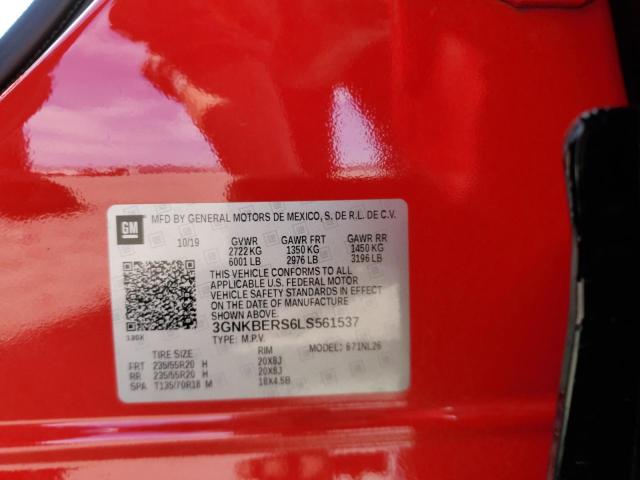 GM
MFD BY GENERAL MOTORS DE MEXICO, S. DE R.L. DE C.V.
10/19 GVWR GAWR FRT GAWR RR
2722 KG 1350 KG 1450 KG
6001 LB 2976 LB 3196 LB
THIS VEHICLE CONFORMS TO ALL
APPLICABLE U.S. FEDERAL MOTOR
VEHICLE SAFETY STANDARDS IN EFFECT
ON THE DATE OF MANUFACTURE
SHOWN ABOVE.
3GNKBERS6LS561537
TYPE: M.P.V. MODEL: 671NL26
TIRE SIZE RIM
FRT 235/55R20 H 20X8J
RR 235/55R20 H 20X8J
SPA T135/70R18 M 18X4.5B